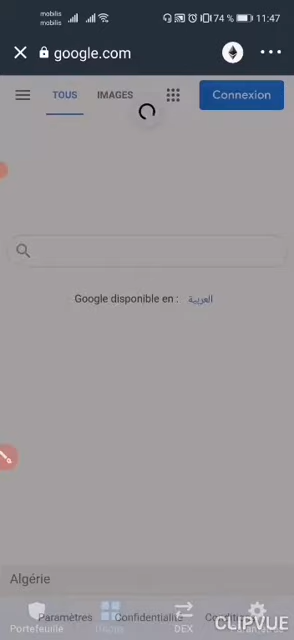 mobilis
mobilis
74 %
11:47
google.com
TOUS
IMAGES
Connexion
Google disponible en :
العربية
Algérie
Paramètres
Confidentialité
Portefeuille
DEX
CLIPVUE